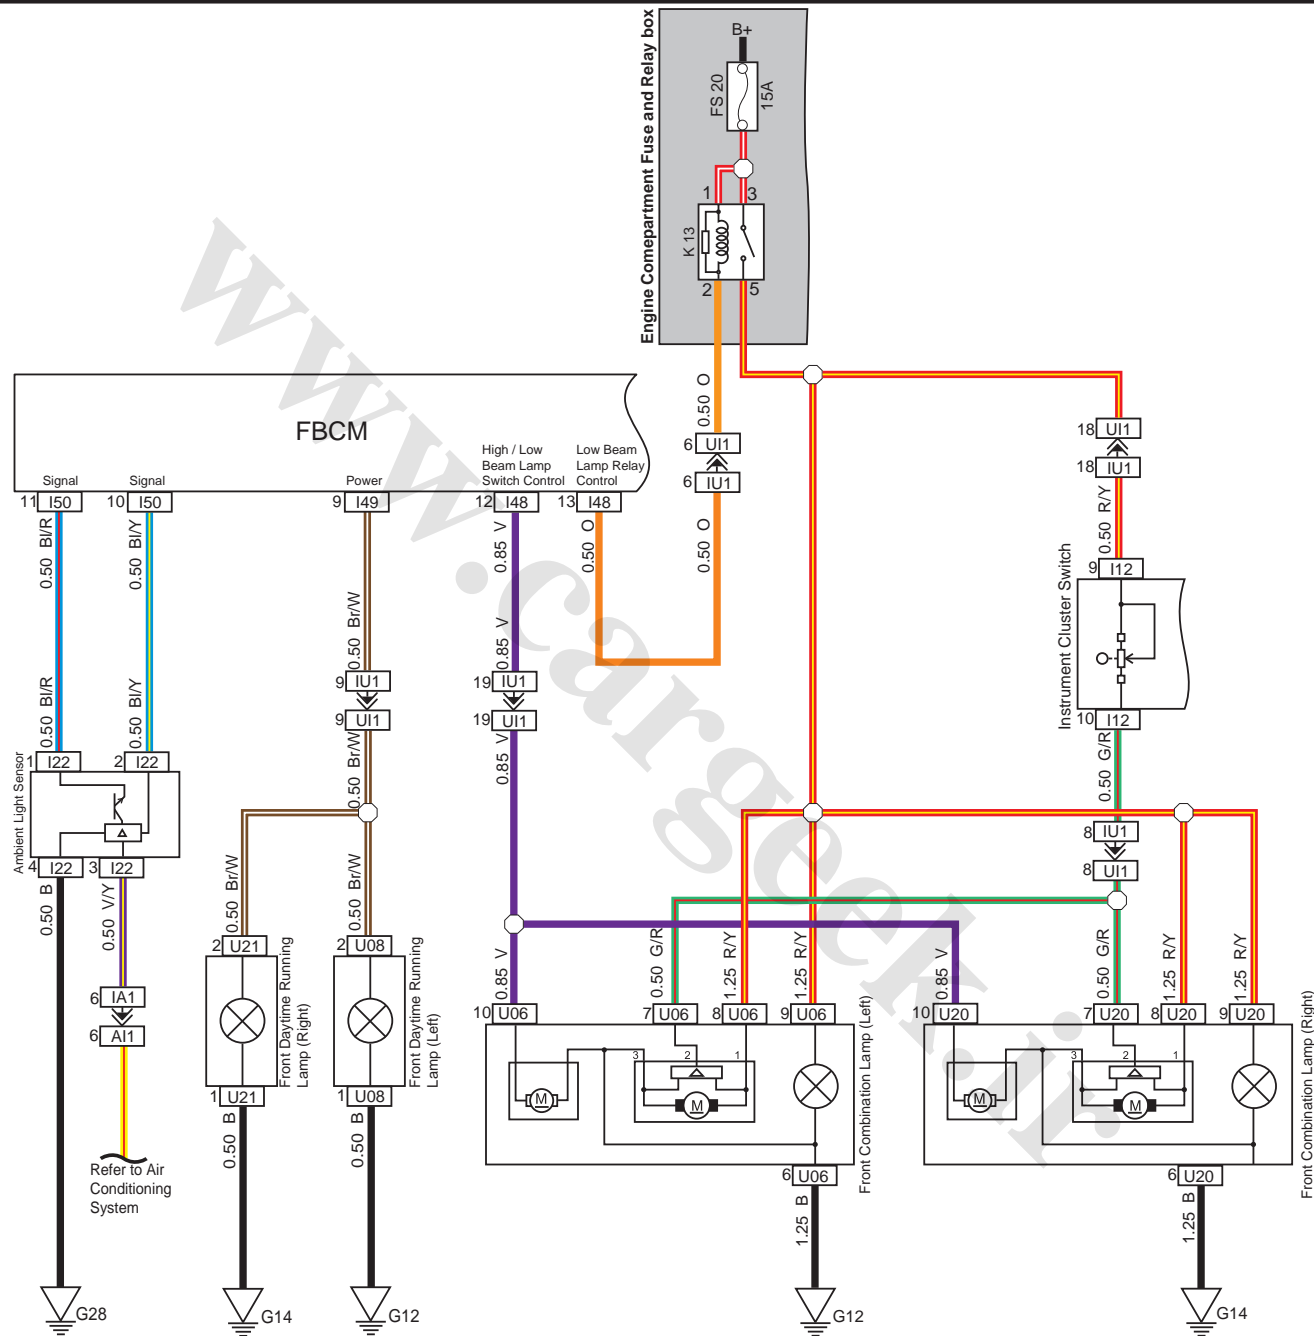 Engine Comepartment Fuse and Relay box
B+
FS 20
15A
1
3
K 13
2
5
FBCM
Signal
Signal
Power
High / Low
Beam Lamp
Switch Control
Low Beam
Lamp Relay
Control
11 I50
10 I50
9 I49
12 I48
13 I48
0.50 O
6 UI1
6 IU1
0.50 O
0.50 O
18 UI1
18 IU1
0.50 R/Y
9 I12
Instrument Cluster Switch
10 I12
0.50 G/R
8 IU1
8 UI1
0.50 Bl/R
0.50 Bl/Y
0.50 Bl/R
0.50 Bl/Y
0.50 Br/W
9 IU1
9 UI1
0.50 Br/W
0.85 V
0.85 V
19 IU1
19 UI1
0.85 V
1 I22
2 I22
Ambient Light Sensor
4 I22
3 I22
0.50 B
0.50 V/Y
6 IA1
6 AI1
Refer to Air
Conditioning
System
0.50 Br/W
0.50 Br/W
2 U21
2 U08
Front Daytime Running
Lamp (Right)
Front Daytime Running
Lamp (Left)
1 U21
1 U08
0.50 B
0.50 B
0.85 V
0.50 G/R
1.25 R/Y
1.25 R/Y
10 U06
7 U06
8 U06
9 U06
3
2
1
M
M
Front Combination Lamp (Left)
6 U06
1.25 B
0.85 V
0.50 G/R
1.25 R/Y
1.25 R/Y
10 U20
7 U20
8 U20
9 U20
3
2
1
M
M
Front Combination Lamp (Right)
6 U20
1.25 B
G28
G14
G12
G12
G14
www.cargeek.ir